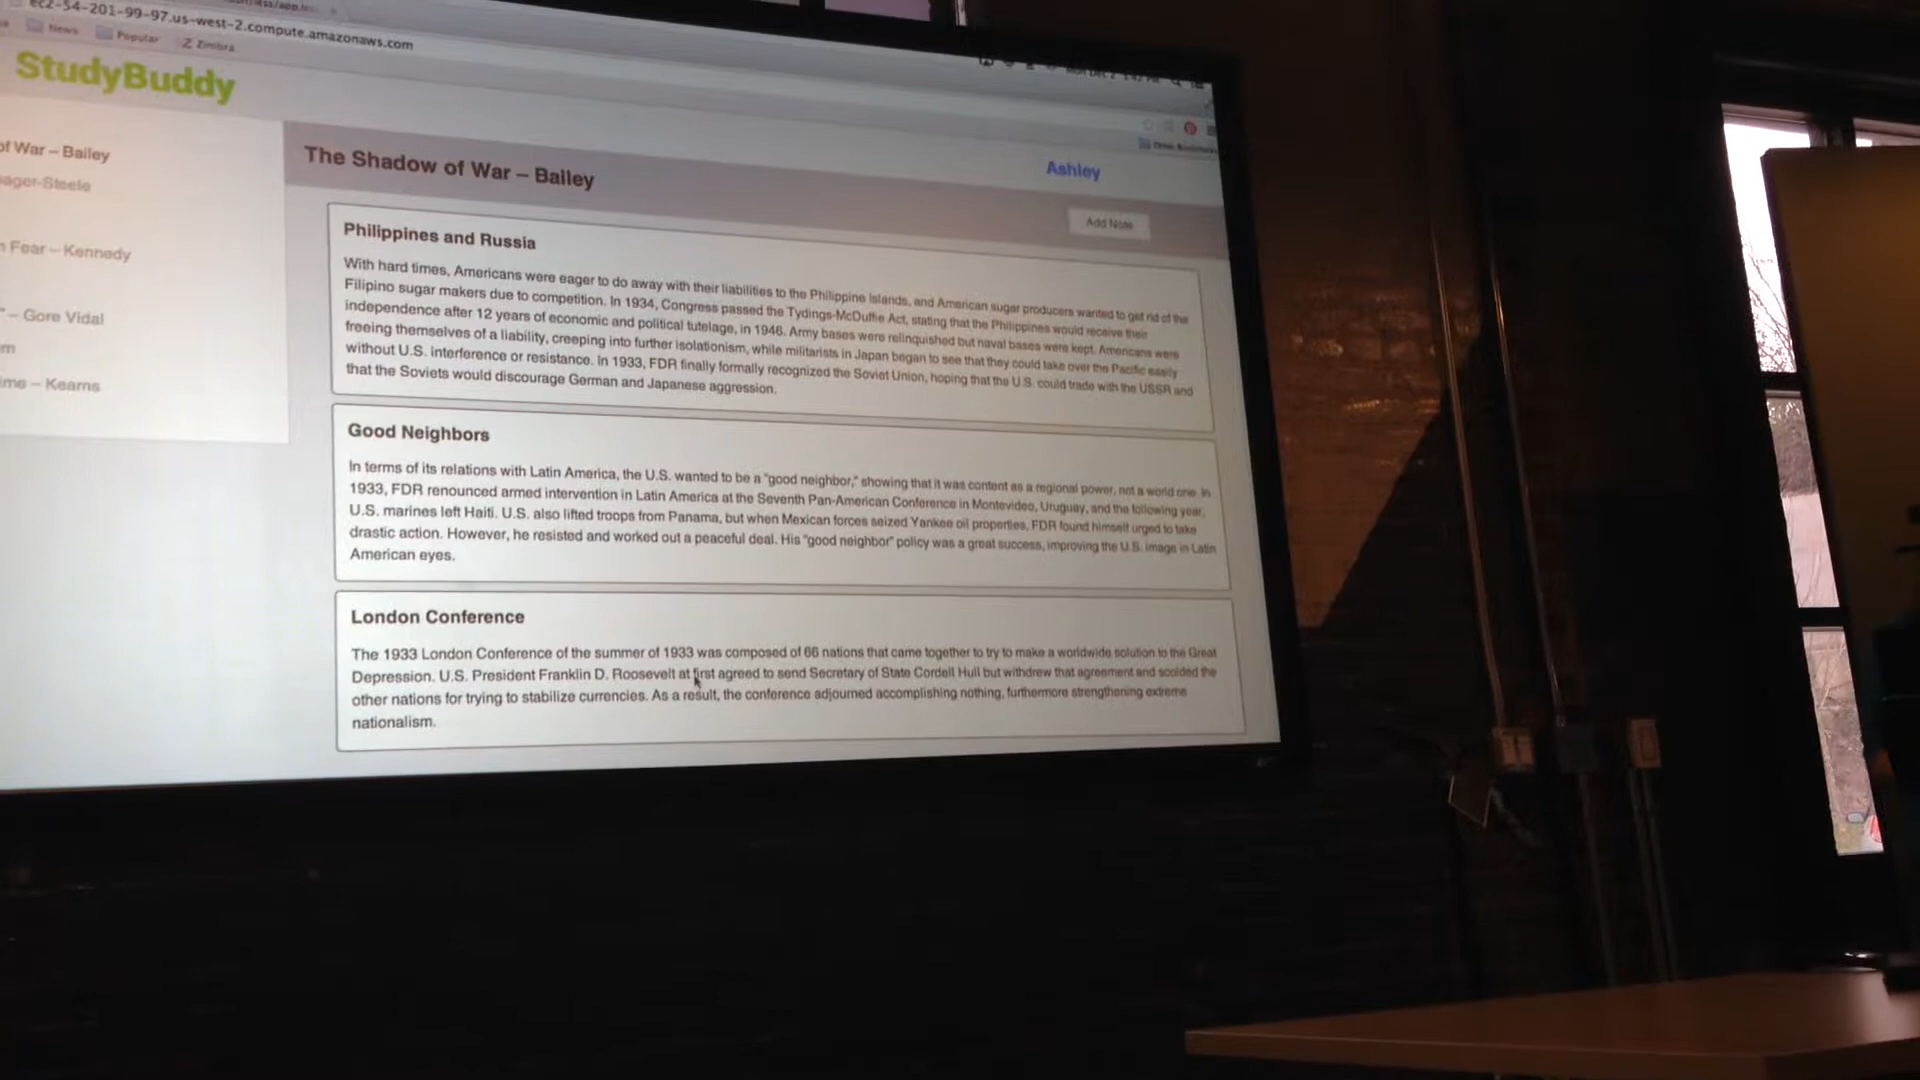 ec2-54-201-99-97.us-west-2.compute.amazonaws.com
News Popular Zimbra
StudyBuddy
of War – Bailey
ager-Steele
Fear – Kennedy
" – Gore Vidal
me – Kearns
The Shadow of War – Bailey
Ashley
Add Note
Philippines and Russia
With hard times, Americans were eager to do away with their liabilities to the Philippine Islands, and American sugar producers wanted to get rid of the
Filipino sugar makers due to competition. In 1934, Congress passed the Tydings-McDuffie Act, stating that the Philippines would receive their
independence after 12 years of economic and political tutelage, in 1946. Army bases were relinquished but naval bases were kept. Americans were
freeing themselves of a liability, creeping into further isolationism, while militarists in Japan began to see that they could take over the Pacific easily
without U.S. interference or resistance. In 1933, FDR finally formally recognized the Soviet Union, hoping that the U.S. could trade with the USSR and
that the Soviets would discourage German and Japanese aggression.
Good Neighbors
In terms of its relations with Latin America, the U.S. wanted to be a "good neighbor," showing that it was content as a regional power, not a world one. In
1933, FDR renounced armed intervention in Latin America at the Seventh Pan-American Conference in Montevideo, Uruguay, and the following year,
U.S. marines left Haiti. U.S. also lifted troops from Panama, but when Mexican forces seized Yankee oil properties, FDR found himself urged to take
drastic action. However, he resisted and worked out a peaceful deal. His "good neighbor" policy was a great success, improving the U.S. image in Latin
American eyes.
London Conference
The 1933 London Conference of the summer of 1933 was composed of 66 nations that came together to try to make a worldwide solution to the Great
Depression. U.S. President Franklin D. Roosevelt at first agreed to send Secretary of State Cordell Hull but withdrew that agreement and scolded the
other nations for trying to stabilize currencies. As a result, the conference adjourned accomplishing nothing, furthermore strengthening extreme
nationalism.